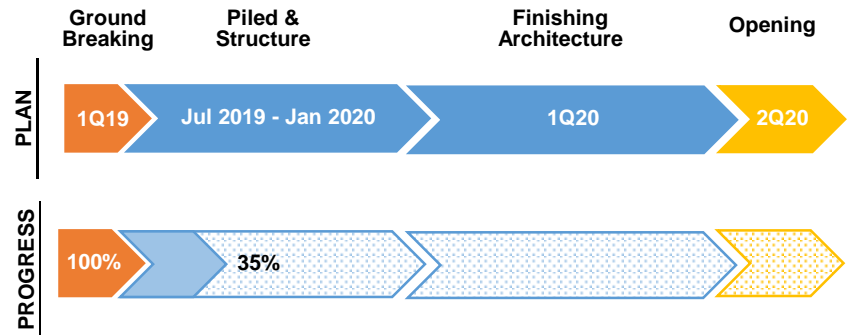 Ground
Breaking
Piled &
Structure
Finishing
Architecture
Opening
PLAN
1Q19
Jul 2019 - Jan 2020
1Q20
2Q20
PROGRESS
100%
35%